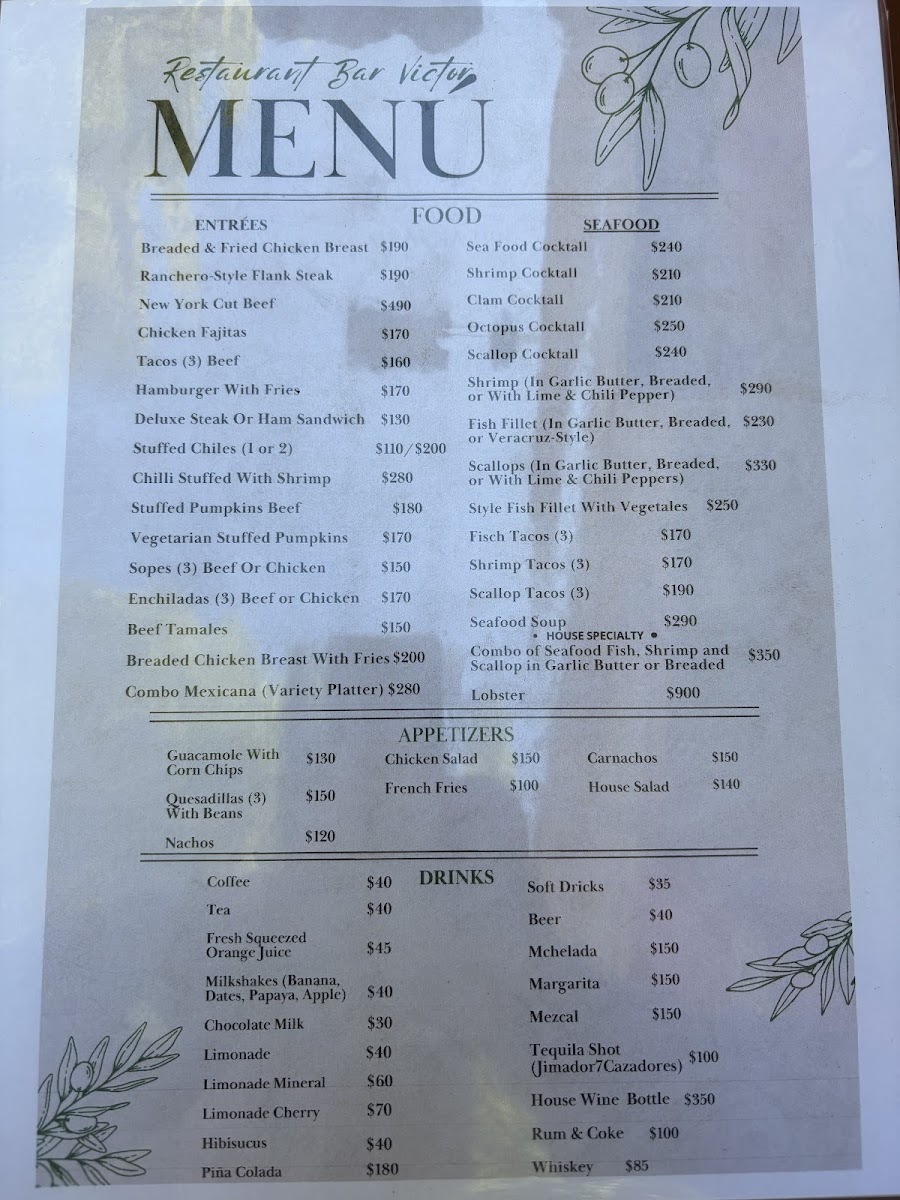 Restaurant Bar Victor
MENÚ
FOOD
ENTRÉES
Breaded & Fried Chicken Breast $190
Ranchero-Style Flank Steak $190
New York Cut Beef $490
Chicken Fajitas $170
Tacos (3) Beef $160
Hamburger With Fries $170
Deluxe Steak Or Ham Sandwich $130
Stuffed Chiles (1 or 2) $110/$200
Chilli Stuffed With Shrimp $280
Stuffed Pumpkins Beef $180
Vegetarian Stuffed Pumpkins $170
Sopes (3) Beef Or Chicken $150
Enchiladas (3) Beef or Chicken $170
Beef Tamales $150
Breaded Chicken Breast With Fries $200
Combo Mexicana (Variety Platter) $280
SEAFOOD
Sea Food Cocktall $240
Shrimp Cocktall $210
Clam Cocktall $210
Octopus Cocktall $250
Scallop Cocktall $240
Shrimp (In Garlic Butter, Breaded,
or With Lime & Chili Pepper) $290
Fish Fillet (In Garlic Butter, Breaded, $230
or Veracruz-Style)
Scallops (In Garlic Butter, Breaded, $330
or With Lime & Chili Peppers)
Style Fish Fillet With Vegetales $250
Fisch Tacos (3) $170
Shrimp Tacos (3) $170
Scallop Tacos (3) $190
Seafood Soup $290
• HOUSE SPECIALTY •
Combo of Seafood Fish, Shrimp and $350
Scallop in Garlic Butter or Breaded
Lobster $900
APPETIZERS
Guacamole With $130
Corn Chips
Quesadillas (3) $150
With Beans
Nachos $120
Chicken Salad $150
French Fries $100
Carnachos $150
House Salad $140
DRINKS
Coffee $40
Tea $40
Fresh Squeezed
Orange Juice $45
Milkshakes (Banana,
Dates, Papaya, Apple) $40
Chocolate Milk $30
Limonade $40
Limonade Mineral $60
Limonade Cherry $70
Hibisucus $40
Piña Colada $180
Soft Dricks $35
Beer $40
Mchelada $150
Margarita $150
Mezcal $150
Tequila Shot $100
(Jimador7Cazadores)
House Wine Bottle $350
Rum & Coke $100
Whiskey $85